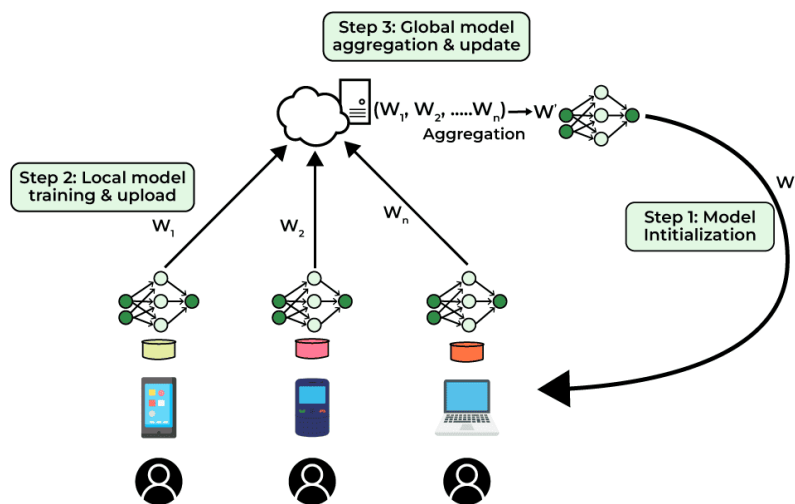 Step 3: Global model
aggregation & update
(W₁, W₂, .....Wₙ) → W'
Aggregation
Step 2: Local model
training & upload
W₁
W₂
Wₙ
W
Step 1: Model
Intitialization